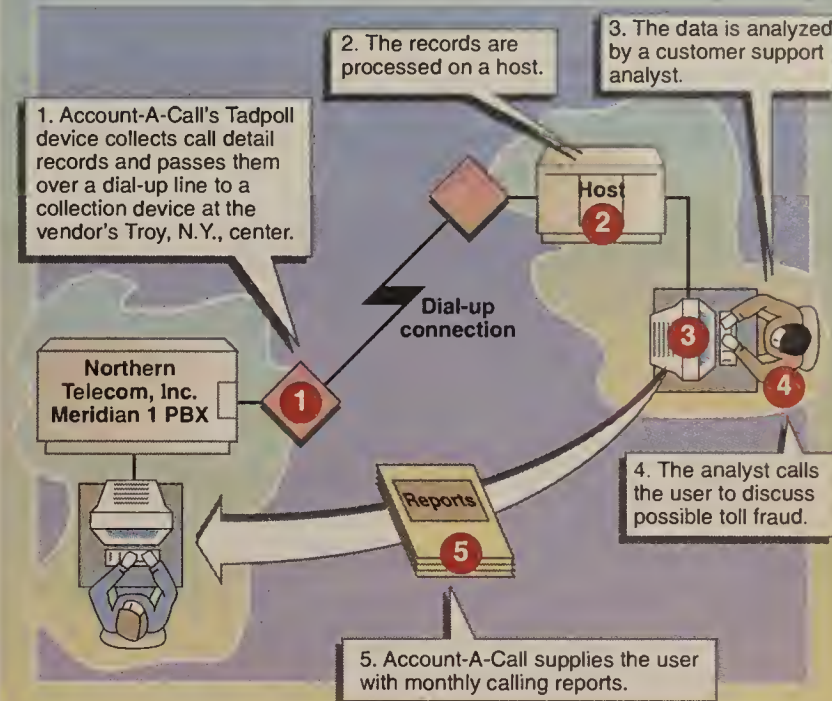 1. Account-A-Call's Tadpoll
device collects call detail
records and passes them
over a dial-up line to a
collection device at the
vendor's Troy, N.Y., center.
2. The records are
processed on a host.
3. The data is analyzed
by a customer support
analyst.
Host
2
Dial-up
connection
3
4
Northern
Telecom, Inc.
Meridian 1 PBX
1
4. The analyst calls
the user to discuss
possible toll fraud.
Reports
5
5. Account-A-Call supplies the user
with monthly calling reports.